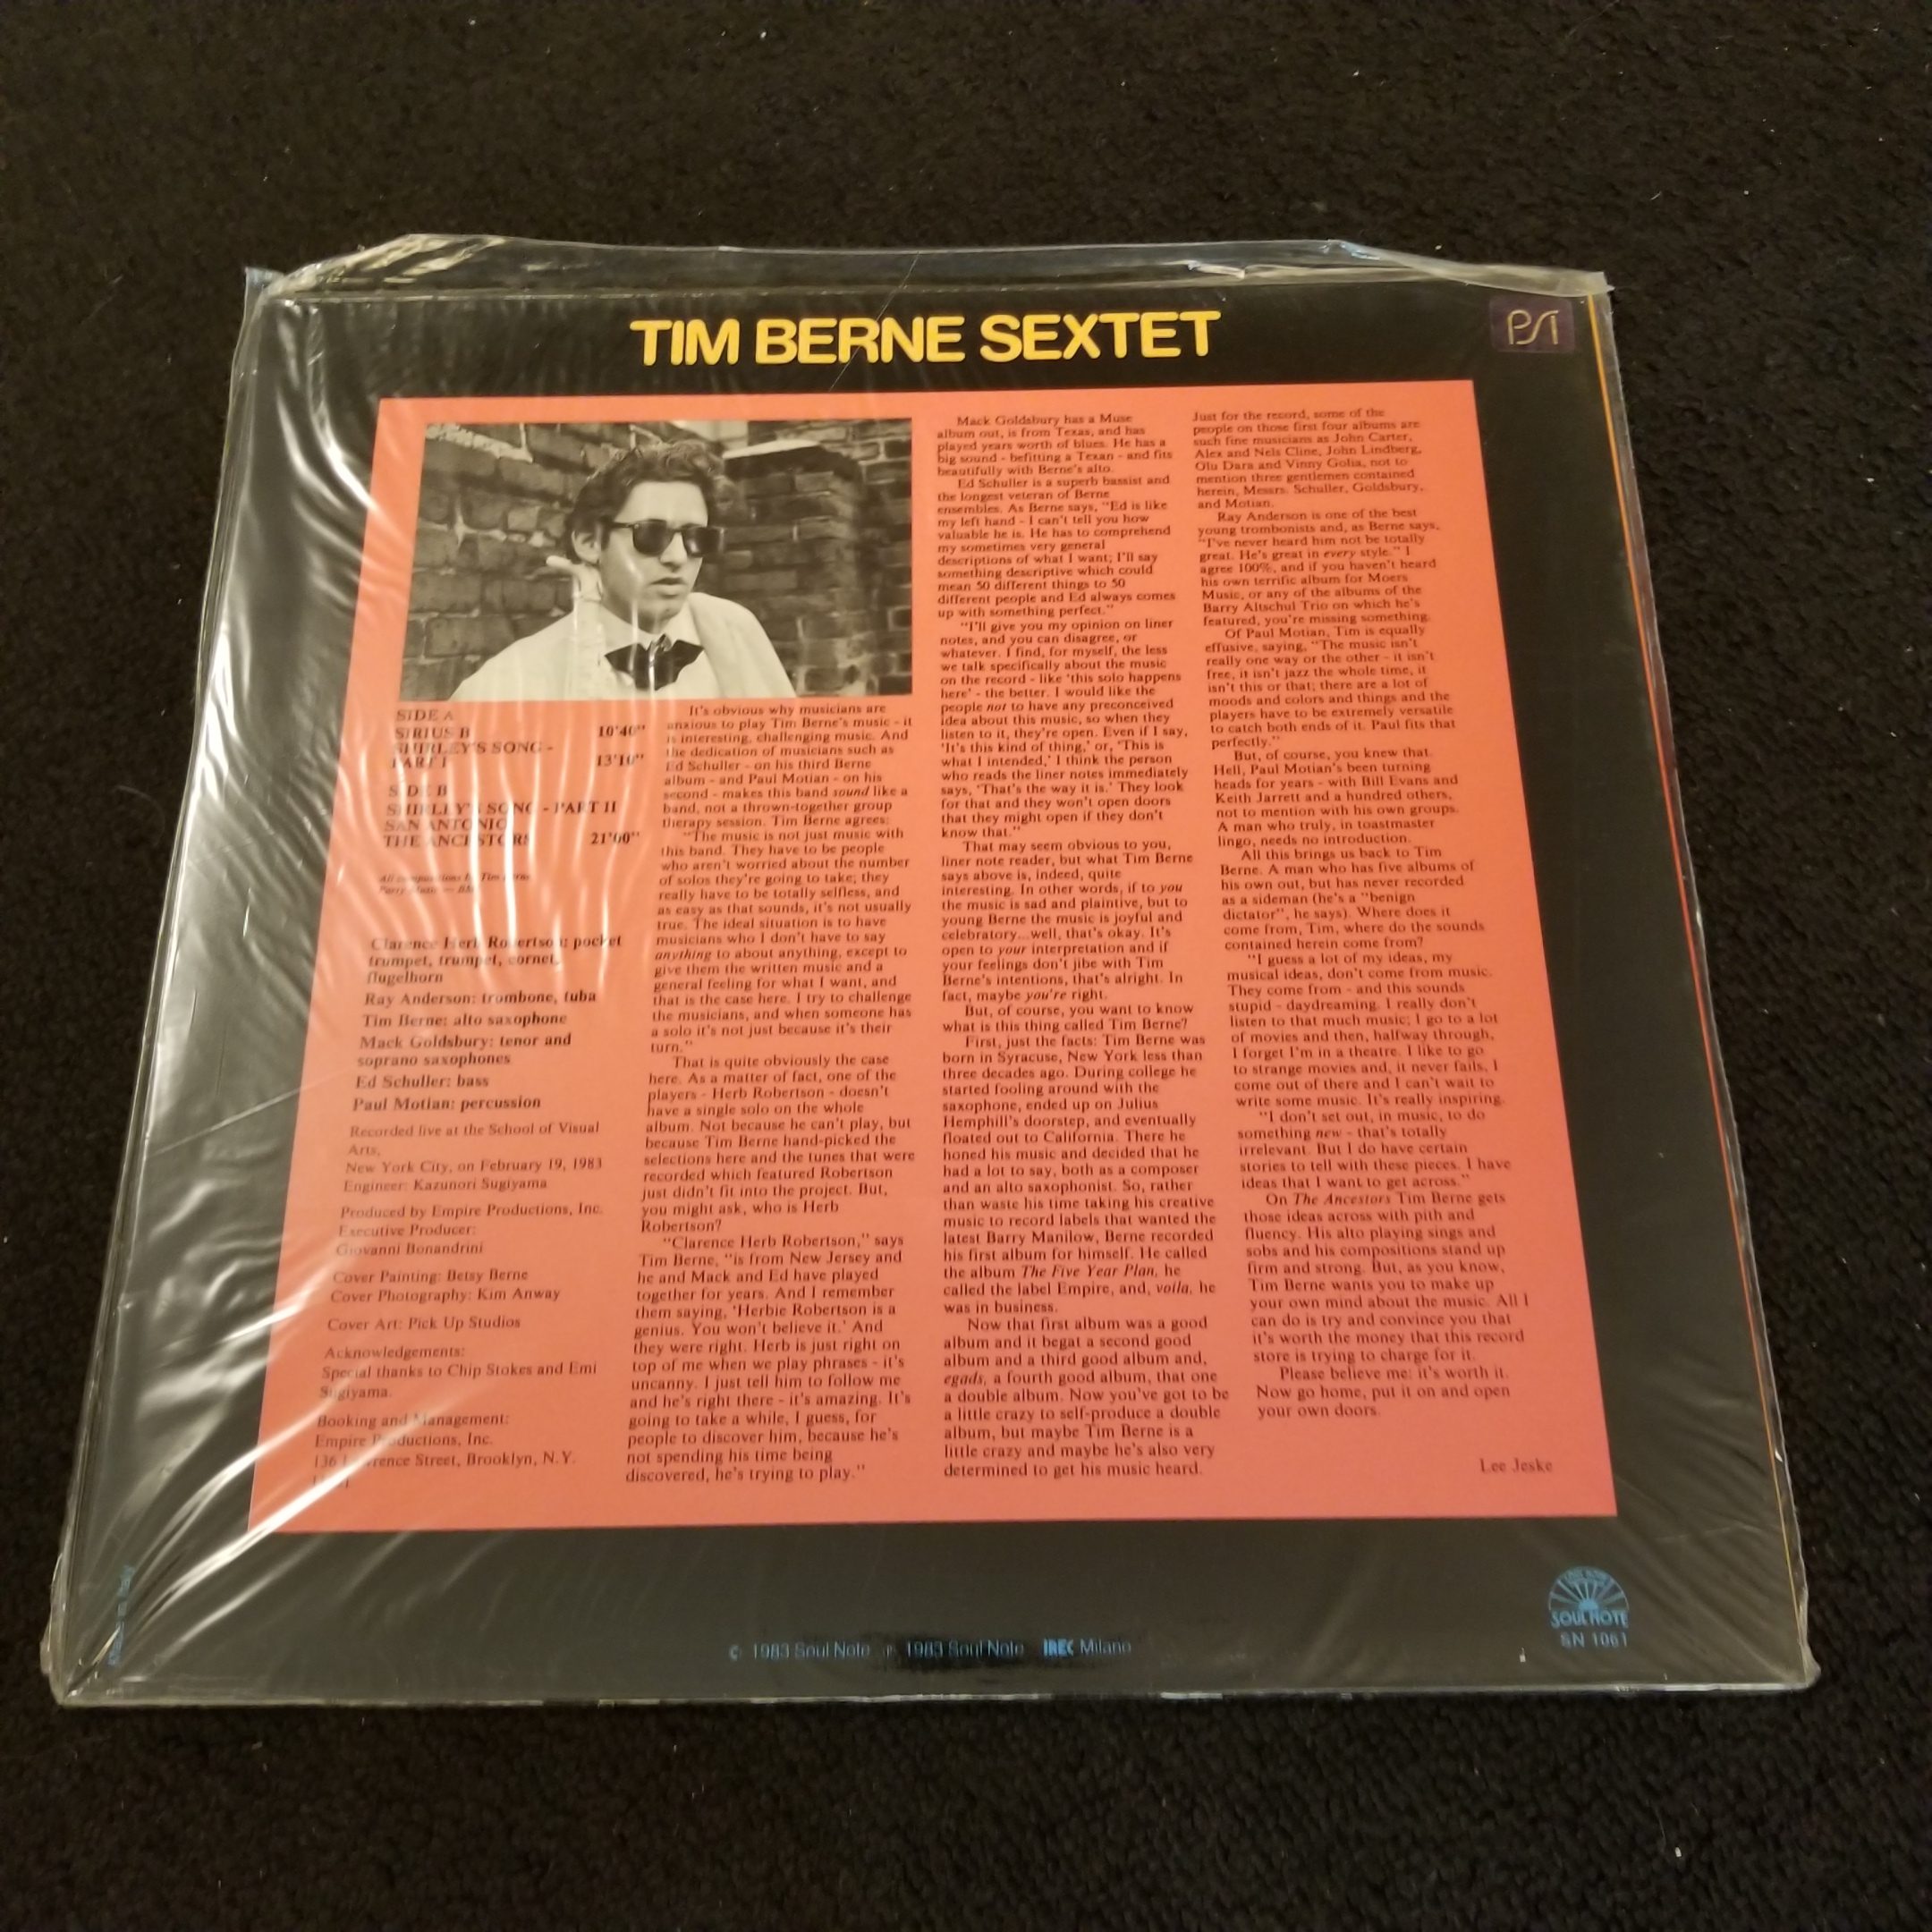 TIM BERNE SEXTET
PSi
SIDE A
SIRIUS B 10'40"
SHIRLEY'S SONG -
PART I 13'10"
SIDE B
SHIRLEY'S SONG - PART II
SAN ANTONIO
THE ANCESTORS 21'00"
All compositions by Tim Berne
Clarence Herb Robertson: pocket
trumpet, trumpet, cornet,
flugelhorn
Ray Anderson: trombone, tuba
Tim Berne: alto saxophone
Mack Goldsbury: tenor and
soprano saxophones
Ed Schuller: bass
Paul Motian: percussion
Recorded live at the School of Visual
Arts,
New York City, on February 19, 1983
Engineer: Kazunori Sugiyama
Produced by Empire Productions, Inc.
Executive Producer:
Giovanni Bonandrini
Cover Painting: Betsy Berne
Cover Photography: Kim Anway
Cover Art: Pick Up Studios
Acknowledgements:
Special thanks to Chip Stokes and Emi
Sugiyama.
Booking and Management:
Empire Productions, Inc.
Street, Brooklyn, N.Y.
It's obvious why musicians are
anxious to play Tim Berne's music - it
is interesting, challenging music. And
the dedication of musicians such as
Ed Schuller - on his third Berne
album - and Paul Motian - on his
second - makes this band sound like a
band, not a thrown-together group
therapy session. Tim Berne agrees:
"The music is not just music with
this band. They have to be people
who aren't worried about the number
of solos they're going to take; they
really have to be totally selfless, and
as easy as that sounds, it's not usually
true. The ideal situation is to have
musicians who I don't have to say
anything to about anything, except to
give them the written music and a
general feeling for what I want, and
that is the case here. I try to challenge
the musicians, and when someone has
a solo it's not just because it's their
turn."
That is quite obviously the case
here. As a matter of fact, one of the
players - Herb Robertson - doesn't
have a single solo on the whole
album. Not because he can't play, but
because Tim Berne hand-picked the
selections here and the tunes that were
recorded which featured Robertson
just didn't fit into the project. But,
you might ask, who is Herb
Robertson?
"Clarence Herb Robertson," says
Tim Berne, "is from New Jersey and
he and Mack and Ed have played
together for years. And I remember
them saying, 'Herbie Robertson is a
genius. You won't believe it.' And
they were right. Herb is just right on
top of me when we play phrases - it's
uncanny. I just tell him to follow me
and he's right there - it's amazing. It's
going to take a while, I guess, for
people to discover him, because he's
not spending his time being
discovered, he's trying to play."
Mack Goldsbury has a Muse
album out, is from Texas, and has
played years worth of blues. He has a
big sound - befitting a Texan - and fits
beautifully with Berne's alto.
Ed Schuller is a superb bassist and
the longest veteran of Berne
ensembles. As Berne says, "Ed is like
my left hand - I can't tell you how
valuable he is. He has to comprehend
my sometimes very general
descriptions of what I want; I'll say
something descriptive which could
mean 50 different things to 50
different people and Ed always comes
up with something perfect."
"I'll give you my opinion on liner
notes, and you can disagree, or
whatever. I find, for myself, the less
we talk specifically about the music
on the record - like 'this solo happens
here' - the better. I would like the
people not to have any preconceived
idea about this music, so when they
listen to it, they're open. Even if I say,
'It's this kind of thing,' or, 'This is
what I intended,' I think the person
who reads the liner notes immediately
says, 'That's the way it is.' They look
for that and they won't open doors
that they might open if they don't
know that."
That may seem obvious to you,
liner note reader, but what Tim Berne
says above is, indeed, quite
interesting. In other words, if to you
the music is sad and plaintive, but to
young Berne the music is joyful and
celebratory...well, that's okay. It's
open to your interpretation and if
your feelings don't jibe with Tim
Berne's intentions, that's alright. In
fact, maybe you're right.
But, of course, you want to know
what is this thing called Tim Berne?
First, just the facts: Tim Berne was
born in Syracuse, New York less than
three decades ago. During college he
started fooling around with the
saxophone, ended up on Julius
Hemphill's doorstep, and eventually
floated out to California. There he
honed his music and decided that he
had a lot to say, both as a composer
and an alto saxophonist. So, rather
than waste his time taking his creative
music to record labels that wanted the
latest Barry Manilow, Berne recorded
his first album for himself. He called
the album The Five Year Plan, he
called the label Empire, and, voila, he
was in business.
Now that first album was a good
album and it begat a second good
album and a third good album and,
egads, a fourth good album, that one
a double album. Now you've got to be
a little crazy to self-produce a double
album, but maybe Tim Berne is a
little crazy and maybe he's also very
determined to get his music heard.
Just for the record, some of the
people on those first four albums are
such fine musicians as John Carter,
Alex and Nels Cline, John Lindberg,
Olu Dara and Vinny Golia, not to
mention three gentlemen contained
herein, Messrs. Schuller, Goldsbury,
and Motian.
Ray Anderson is one of the best
young trombonists and, as Berne says,
"I've never heard him not be totally
great. He's great in every style." I
agree 100%, and if you haven't heard
his own terrific album for Moers
Music, or any of the albums of the
Barry Altschul Trio on which he's
featured, you're missing something.
Of Paul Motian, Tim is equally
effusive, saying, "The music isn't
really one way or the other - it isn't
free, it isn't jazz the whole time, it
isn't this or that; there are a lot of
moods and colors and things and the
players have to be extremely versatile
to catch both ends of it. Paul fits that
perfectly."
But, of course, you knew that.
Hell, Paul Motian's been turning
heads for years - with Bill Evans and
Keith Jarrett and a hundred others,
not to mention with his own groups.
A man who truly, in toastmaster
lingo, needs no introduction.
All this brings us back to Tim
Berne. A man who has five albums of
his own out, but has never recorded
as a sideman (he's a "benign
dictator", he says). Where does it
come from, Tim, where do the sounds
contained herein come from?
"I guess a lot of my ideas, my
musical ideas, don't come from music.
They come from - and this sounds
stupid - daydreaming. I really don't
listen to that much music; I go to a lot
of movies and then, halfway through,
I forget I'm in a theatre. I like to go
to strange movies and, it never fails, I
come out of there and I can't wait to
write some music. It's really inspiring.
"I don't set out, in music, to do
something new - that's totally
irrelevant. But I do have certain
stories to tell with these pieces. I have
ideas that I want to get across."
On The Ancestors Tim Berne gets
those ideas across with pith and
fluency. His alto playing sings and
sobs and his compositions stand up
firm and strong. But, as you know,
Tim Berne wants you to make up
your own mind about the music. All I
can do is try and convince you that
it's worth the money that this record
store is trying to charge for it.
Please believe me: it's worth it.
Now go home, put it on and open
your own doors.
Lee Jeske
Made in Italy
© 1983 Soul Note ℗ 1983 Soul Note IREC Milano
SOUL NOTE
SN 1061